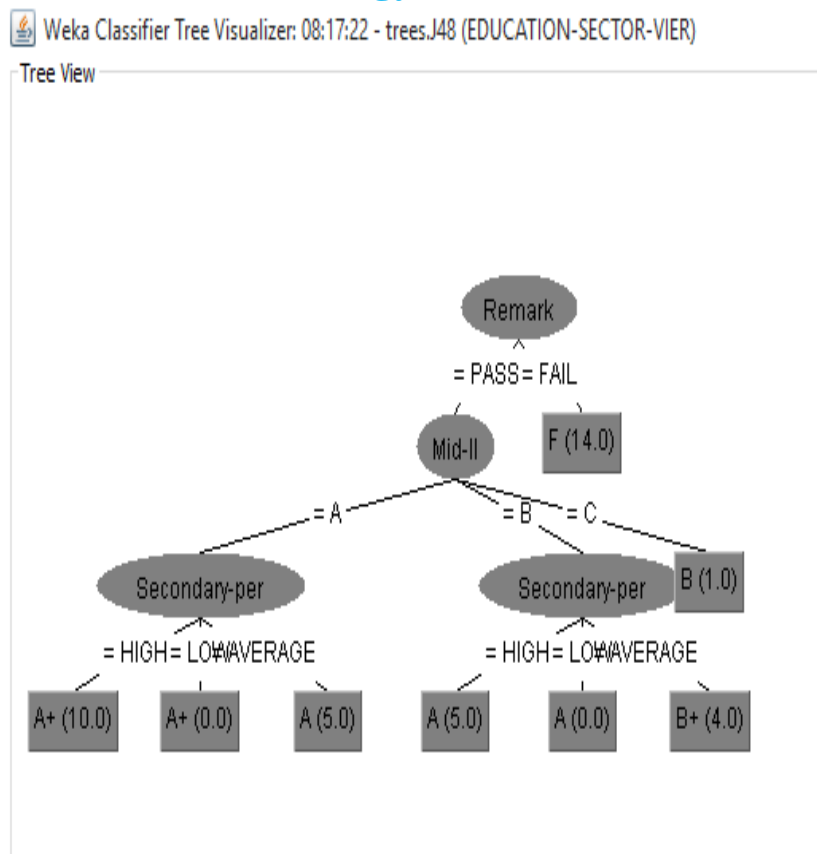 Weka Classifier Tree Visualizer: 08:17:22 - trees.J48 (EDUCATION-SECTOR-VIER)
Tree View
Remark
= PASS = FAIL
Mid-II F (14.0)
= A = B = C
Secondary-per Secondary-per B (1.0)
= HIGH = LOW AVERAGE = HIGH = LOW AVERAGE
A+ (10.0) A+ (0.0) A (5.0) A (5.0) A (0.0) B+ (4.0)